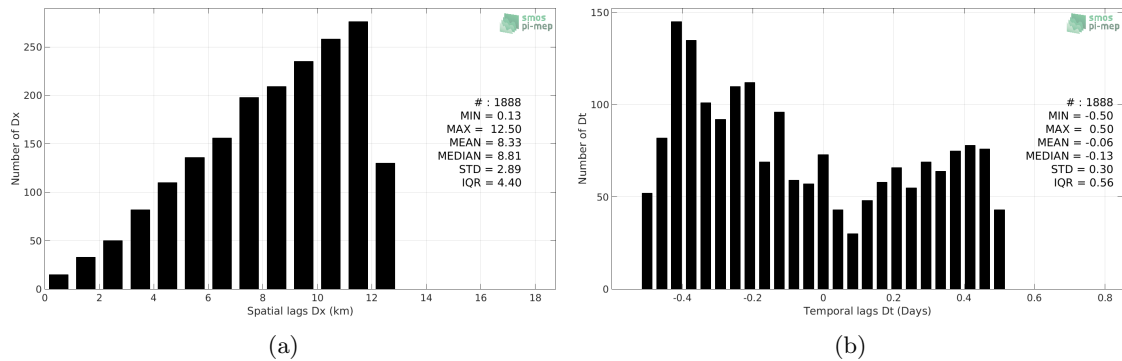 smos
pi-mep
250
200
150
100
50
0
Number of Dx
# : 1888
MIN = 0.13
MAX = 12.50
MEAN = 8.33
MEDIAN = 8.81
STD = 2.89
IQR = 4.40
0 2 4 6 8 10 12 14 16 18
Spatial lags Dx (km)
(a)
smos
pi-mep
150
100
50
0
Number of Dt
# : 1888
MIN = -0.50
MAX = 0.50
MEAN = -0.06
MEDIAN = -0.13
STD = 0.30
IQR = 0.56
-0.4 -0.2 0 0.2 0.4 0.6 0.8
Temporal lags Dt (Days)
(b)